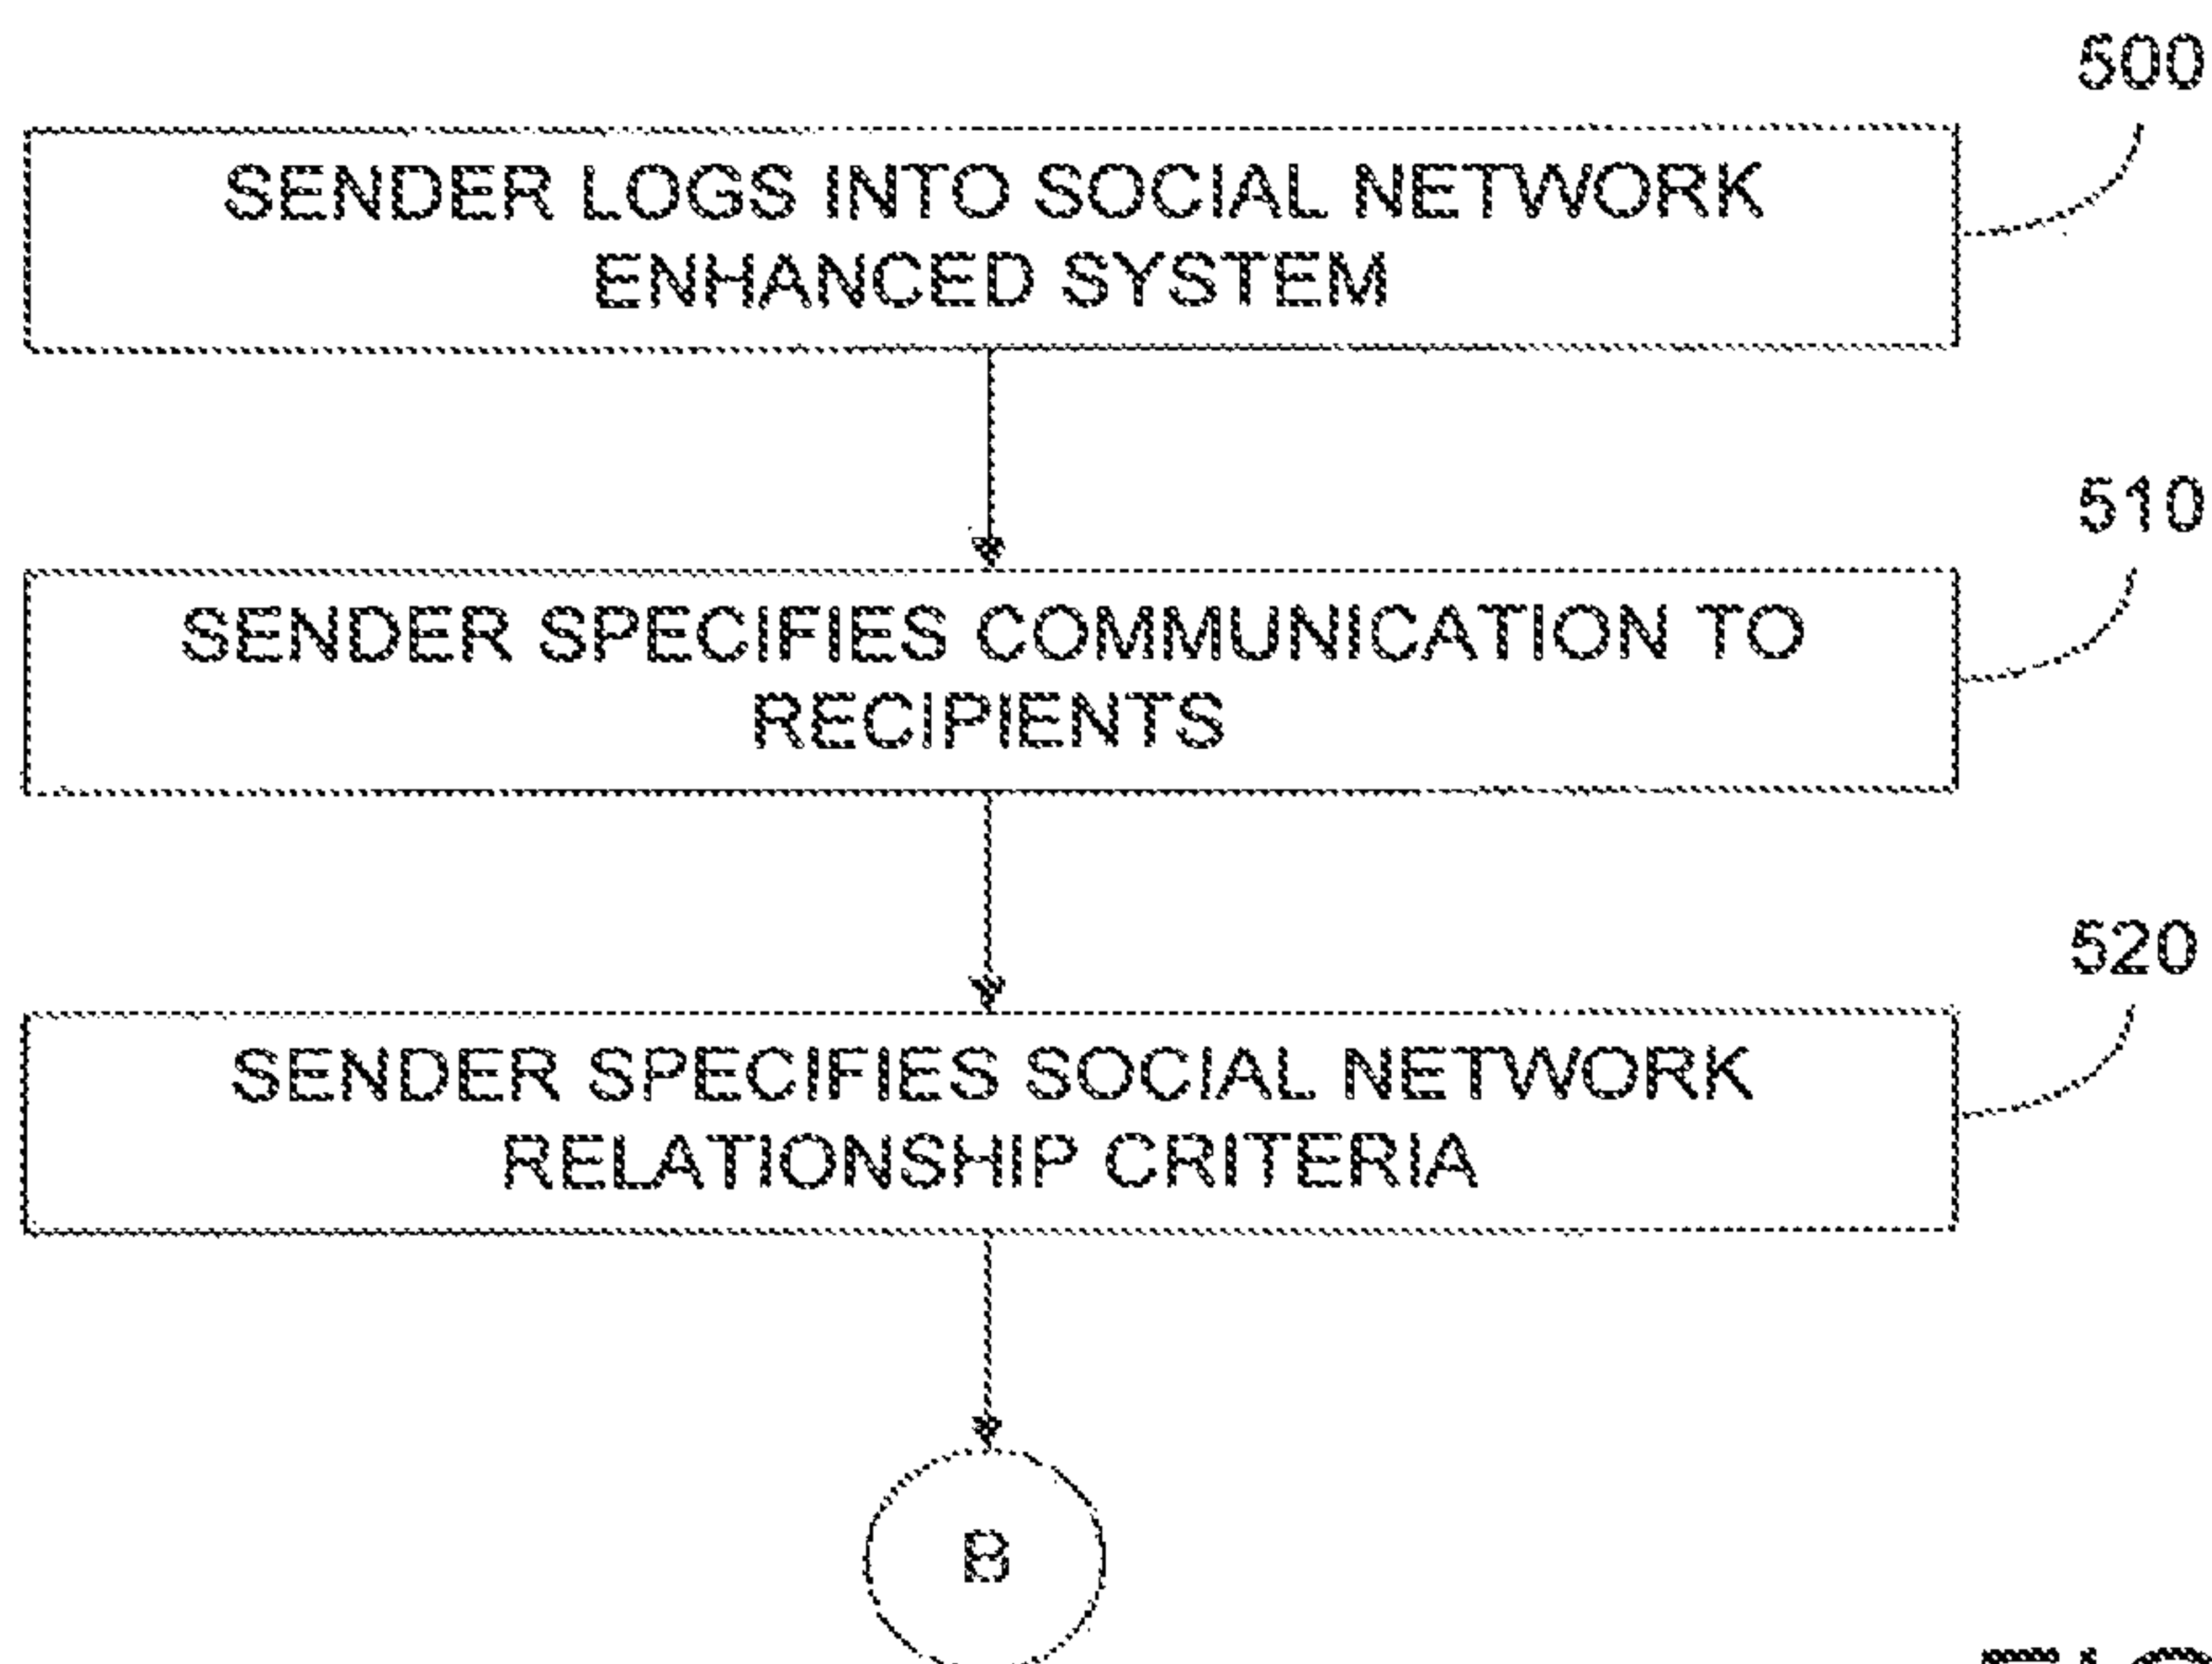 500
SENDER LOGS INTO SOCIAL NETWORK
ENHANCED SYSTEM
510
SENDER SPECIFIES COMMUNICATION TO
RECIPIENTS
520
SENDER SPECIFIES SOCIAL NETWORK
RELATIONSHIP CRITERIA
B